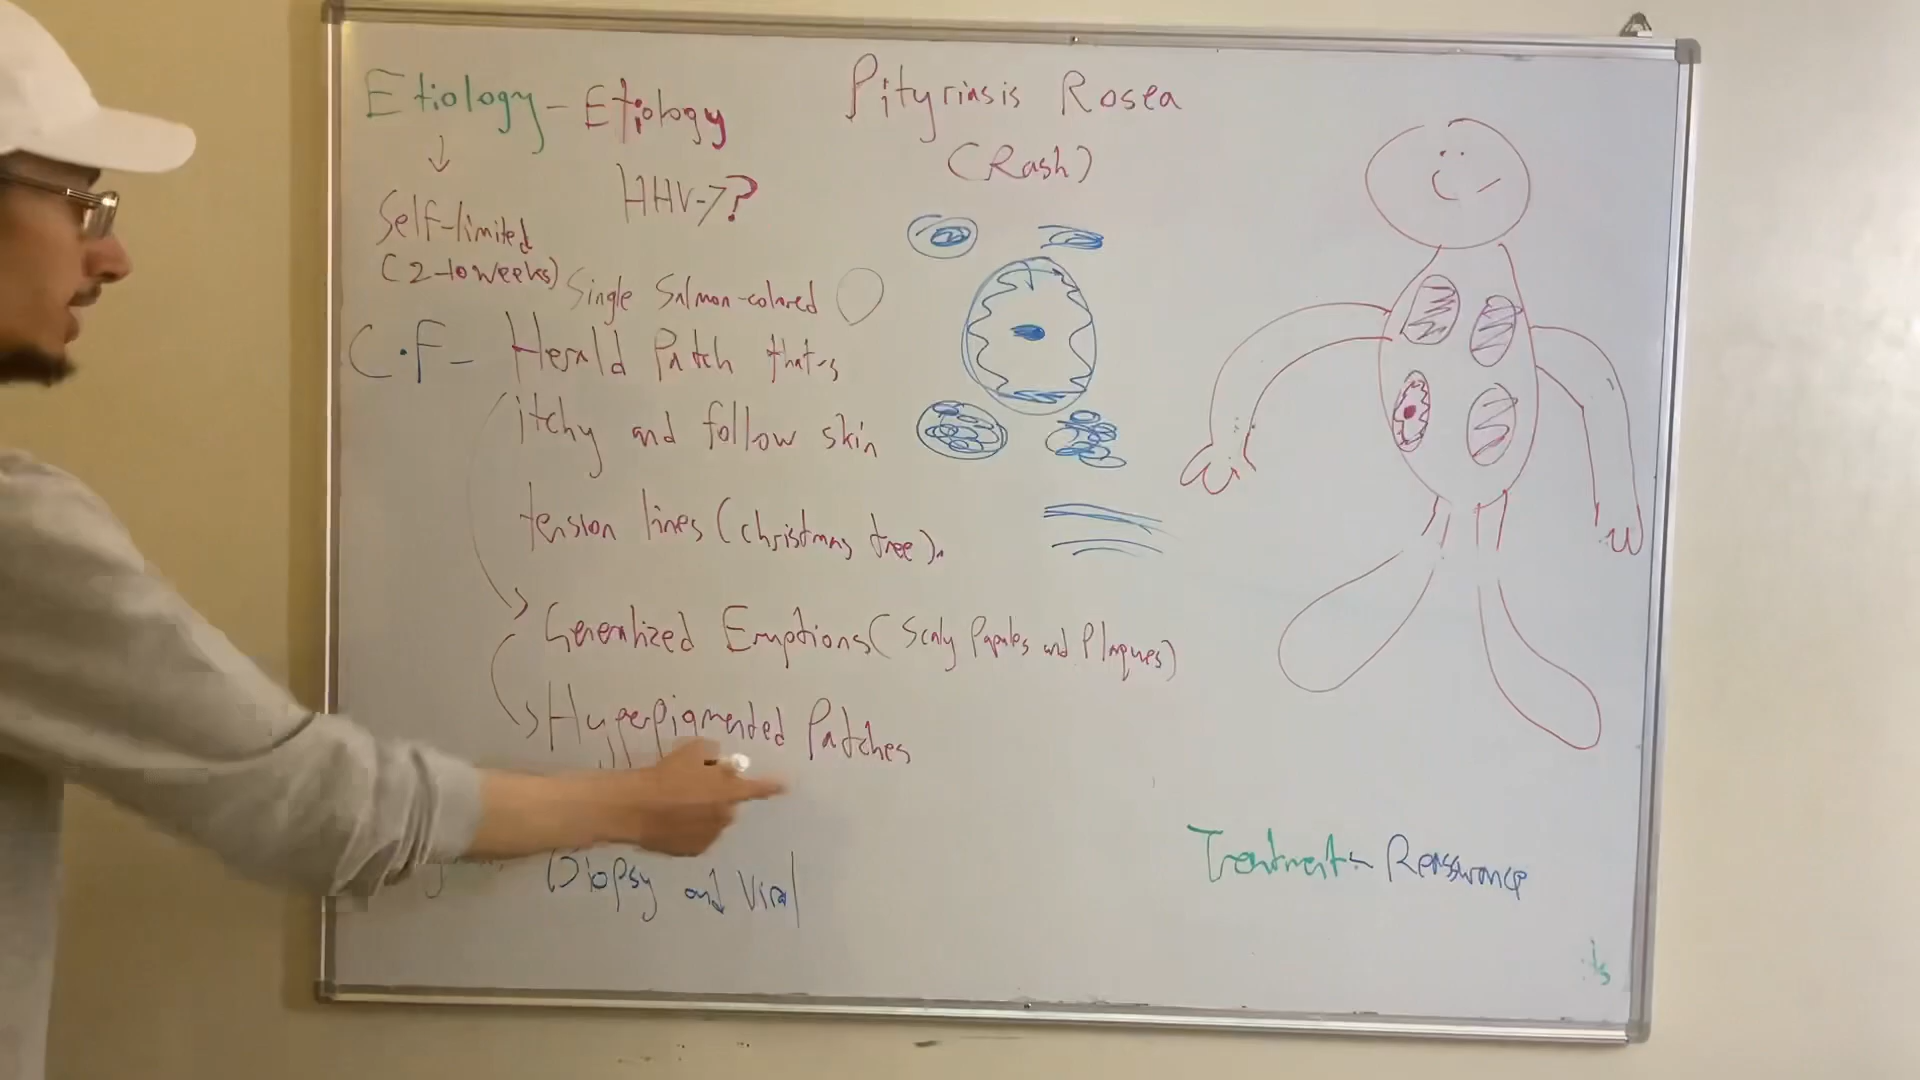 Pityriasis Rosea
(Rash)
Etiology - Etiology
HHV-7?
Self-limited
(2-10 weeks)
Single Salmon-colored
C.F - Herald Patch that's
itchy and follow skin
tension lines (christmas tree).
Generalized Eruptions (Scaly Papules and Plaques)
Hyperpigmented Patches
Biopsy and Viral
Treatment - Reassurance